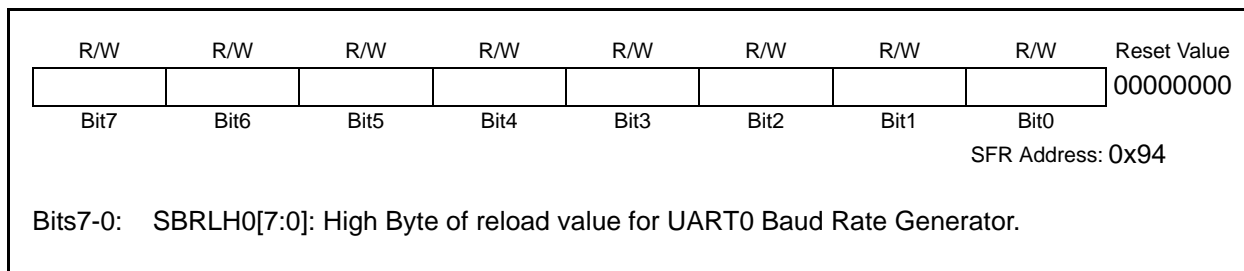 R/W R/W R/W R/W R/W R/W R/W R/W Reset Value
00000000
Bit7 Bit6 Bit5 Bit4 Bit3 Bit2 Bit1 Bit0
SFR Address: 0x94
Bits7-0: SBRLH0[7:0]: High Byte of reload value for UART0 Baud Rate Generator.